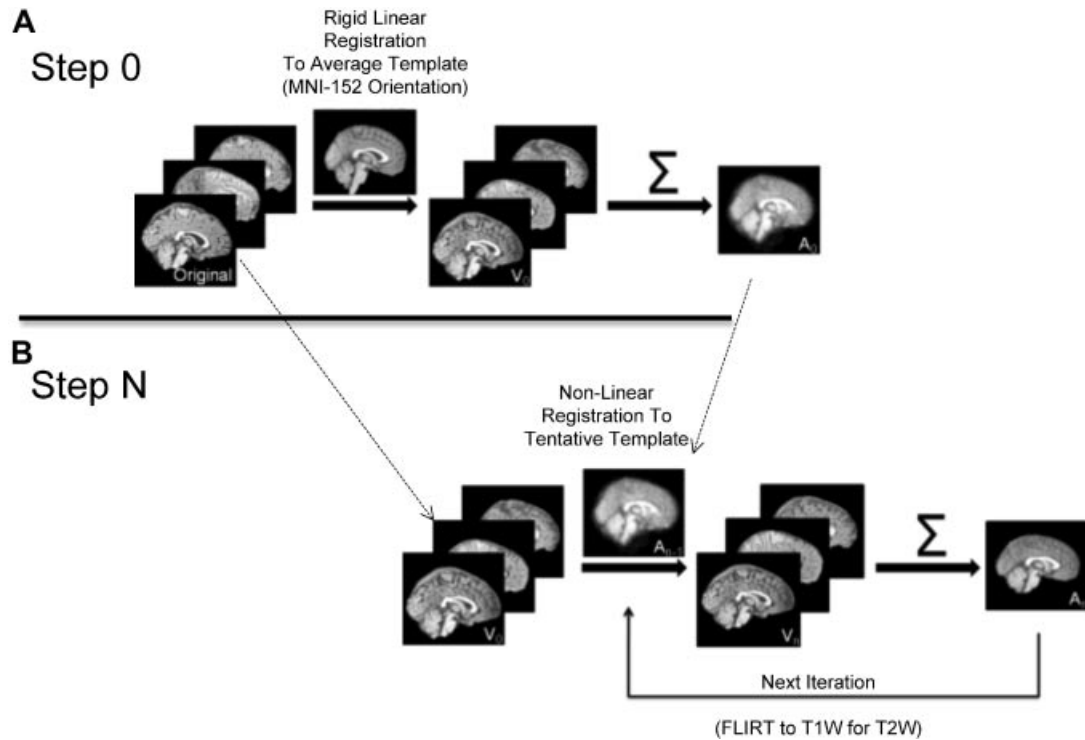 A
Step 0
Rigid Linear
Registration
To Average Template
(MNI-152 Orientation)
Original
V₀
Σ
A₀
B
Step N
Non-Linear
Registration To
Tentative Template
V₀
Aₙ₋₁
Vₙ
Σ
A
Next Iteration
(FLIRT to T1W for T2W)